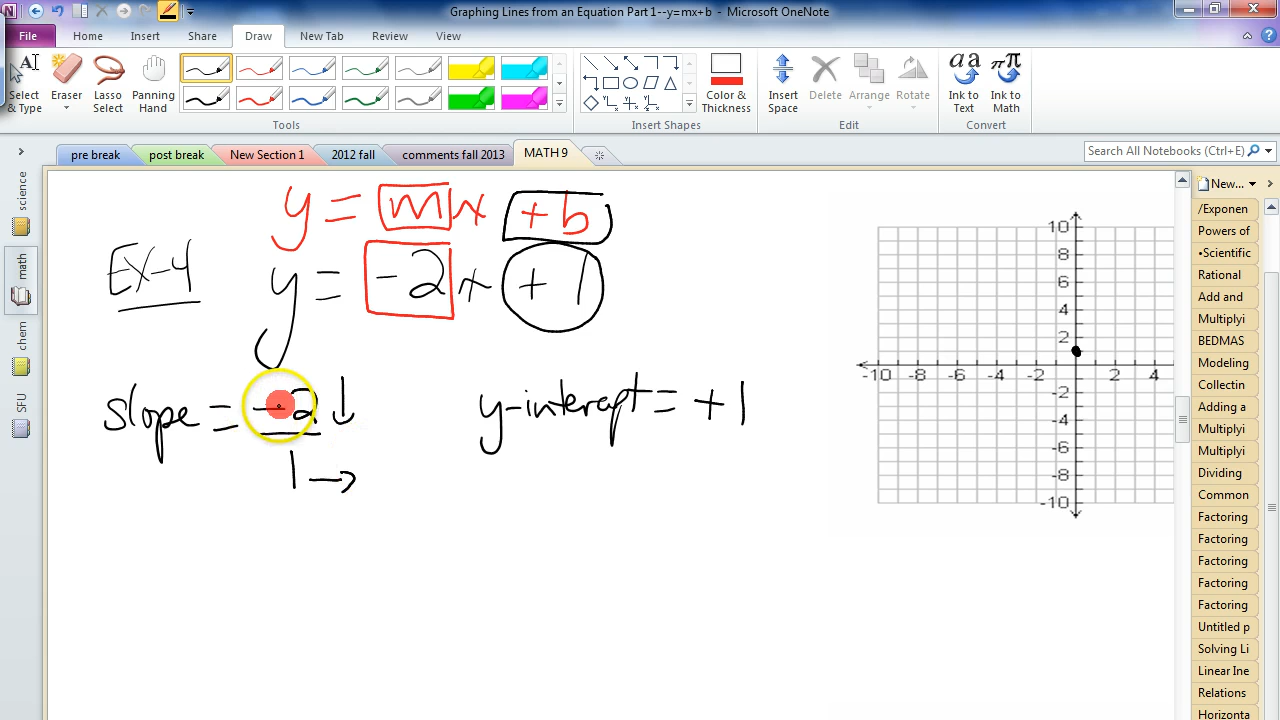 Graphing Lines from an Equation Part 1--y=mx+b - Microsoft OneNote
File Home Insert Share Draw New Tab Review View
Select & Type
Eraser
Lasso Select
Panning Hand
Color & Thickness
Insert Space
Delete
Arrange
Rotate
Ink to Text
Ink to Math
Tools Insert Shapes Edit Convert
pre break post break New Section 1 2012 fall comments fall 2013 MATH 9
Search All Notebooks (Ctrl+E)
science
math
chem
SFU
y = mx + b
EX-4 y = -2x + 1
slope = -2 ↓
1 →
y-intercept = +1
10
8
6
4
2
-10 -8 -6 -4 -2 2 4
-2
-4
-6
-8
-10
New...
/Exponen
Powers of
•Scientific
Rational
Add and
Multiplyi
BEDMAS
Modeling
Collectin
Adding a
Multiplyi
Multiplyi
Dividing
Common
Factoring
Factoring
Factoring
Factoring
Factoring
Untitled p
Solving Li
Linear Ine
Relations
Horizonta